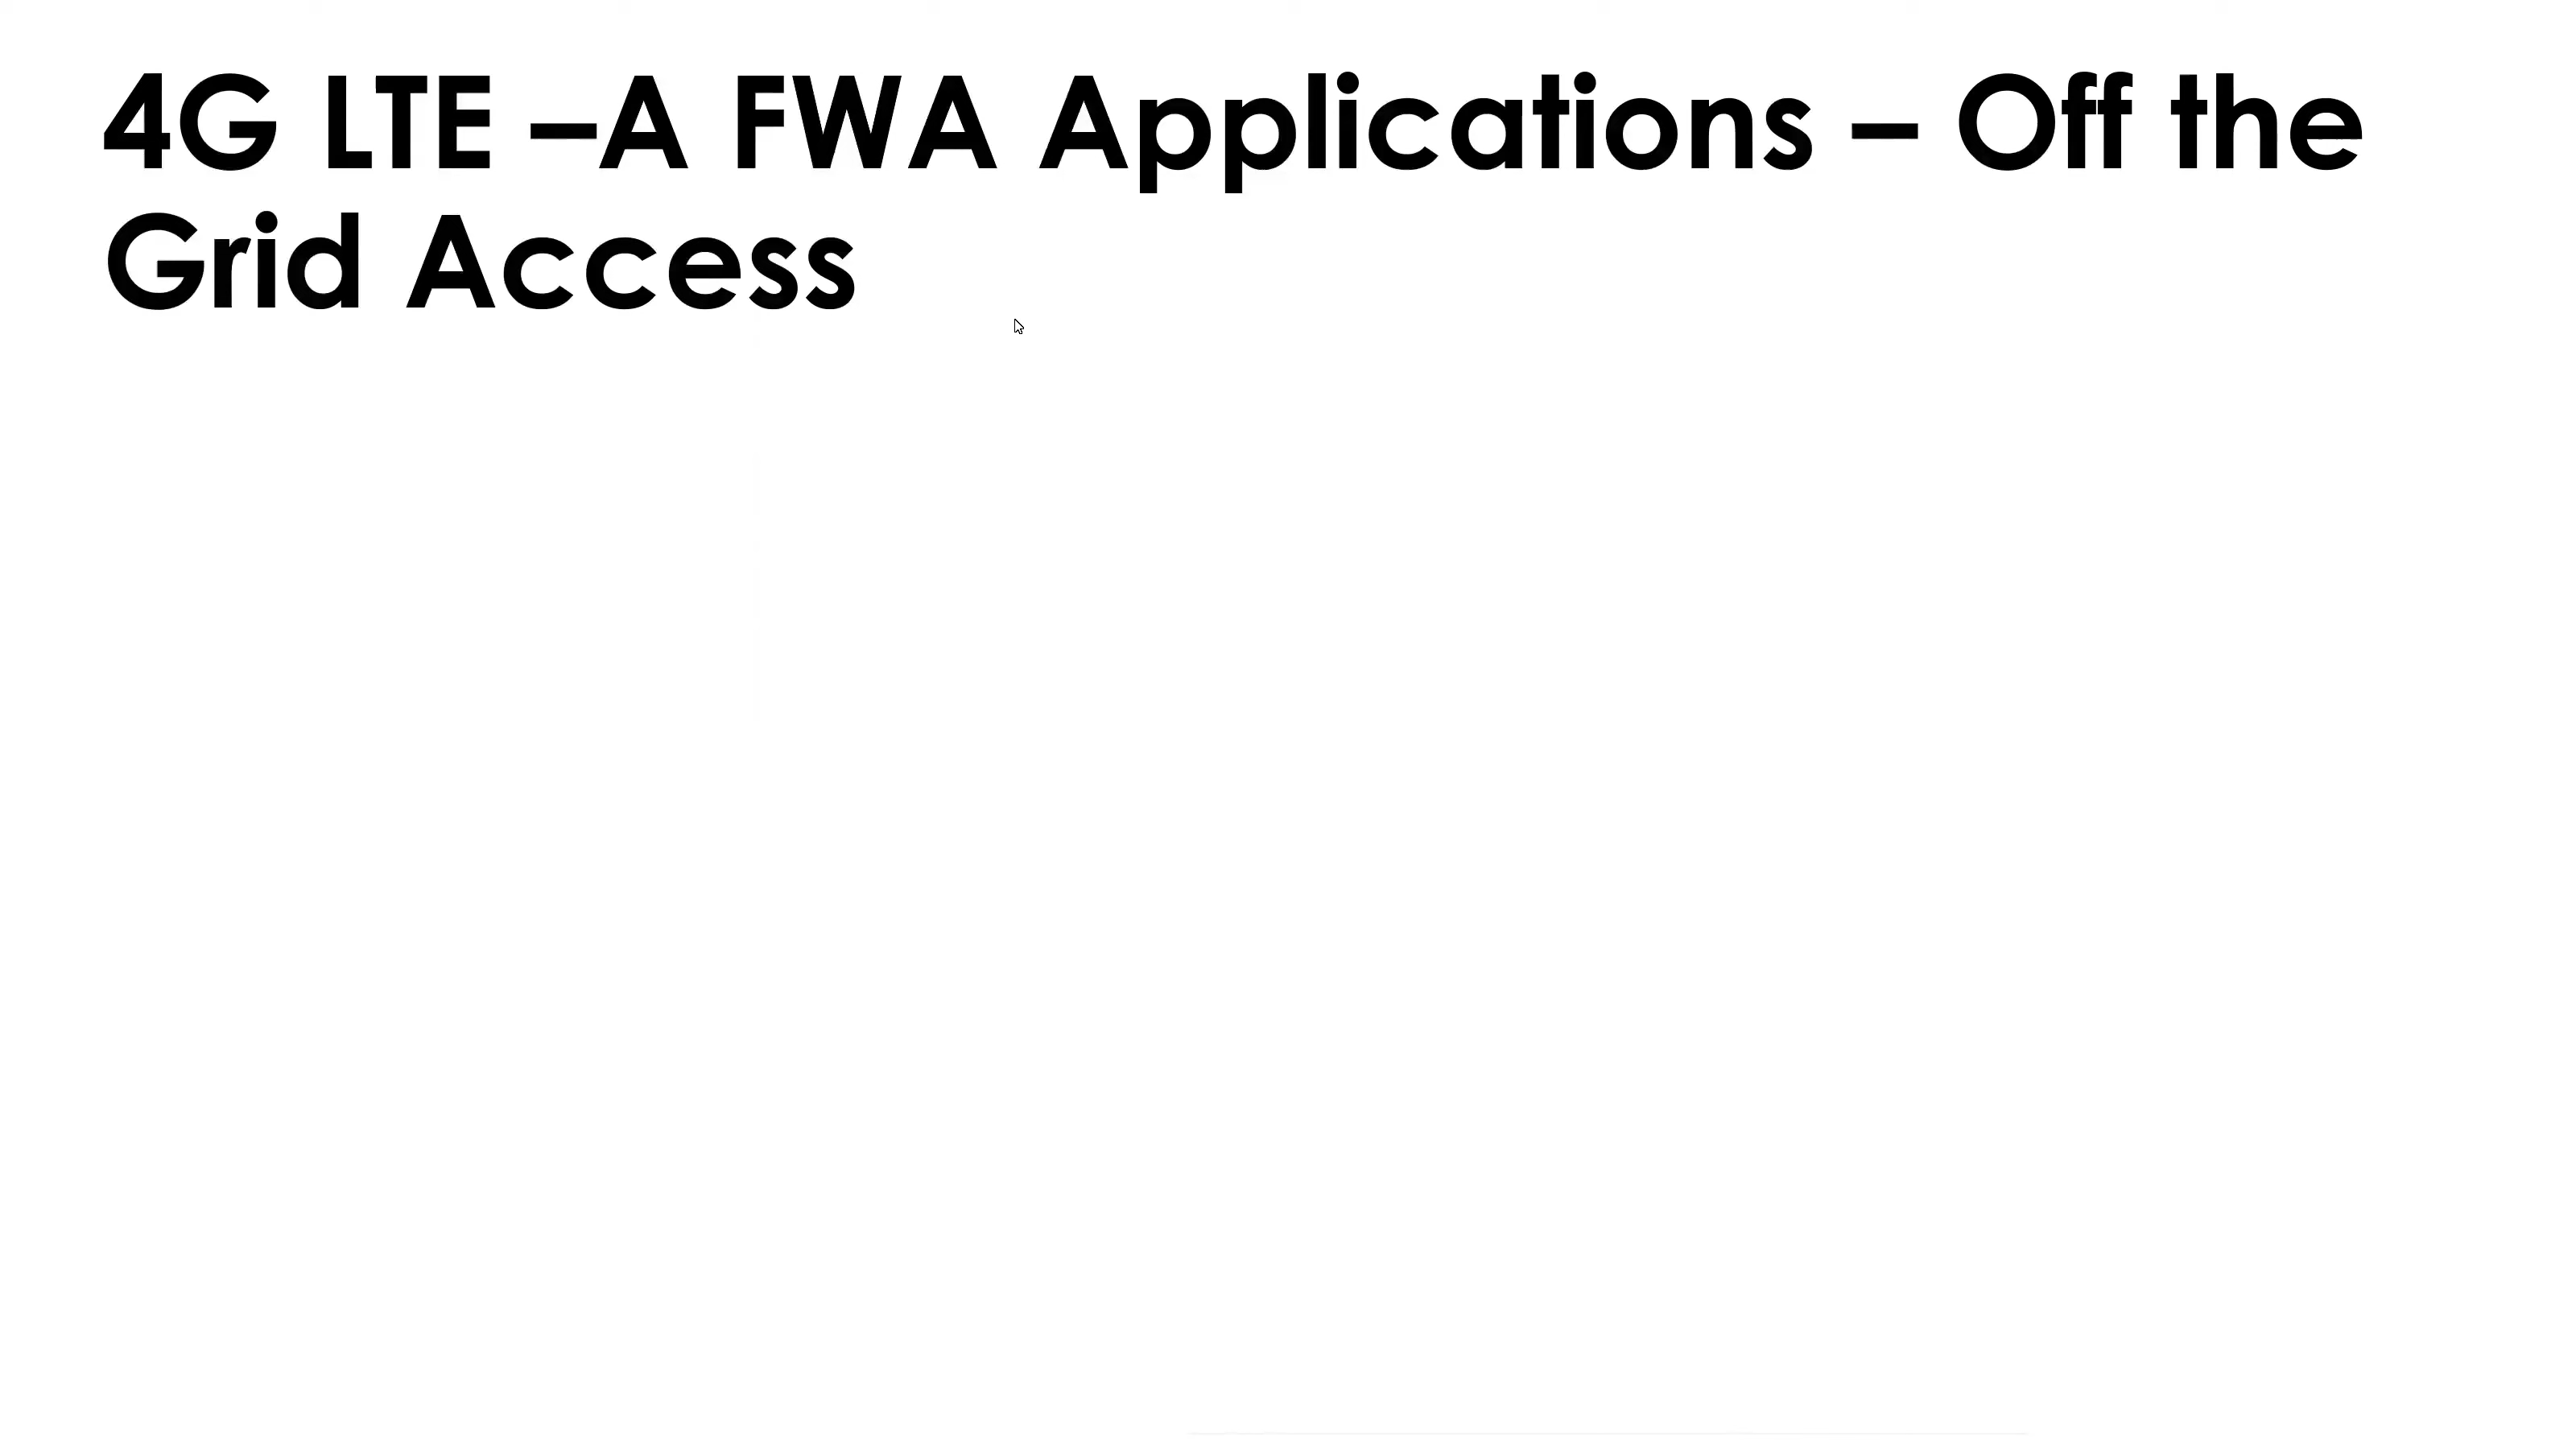 4G LTE –A FWA Applications – Off the
Grid Access